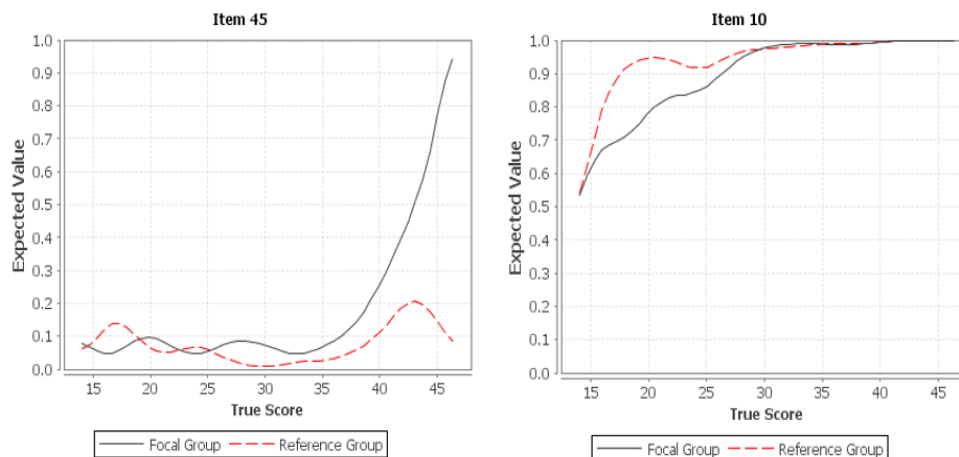 Item 45
Expected Value
1.0
0.9
0.8
0.7
0.6
0.5
0.4
0.3
0.2
0.1
0.0
15 20 25 30 35 40 45
True Score
Focal Group Reference Group
Item 10
Expected Value
1.0
0.9
0.8
0.7
0.6
0.5
0.4
0.3
0.2
0.1
0.0
15 20 25 30 35 40 45
True Score
Focal Group Reference Group